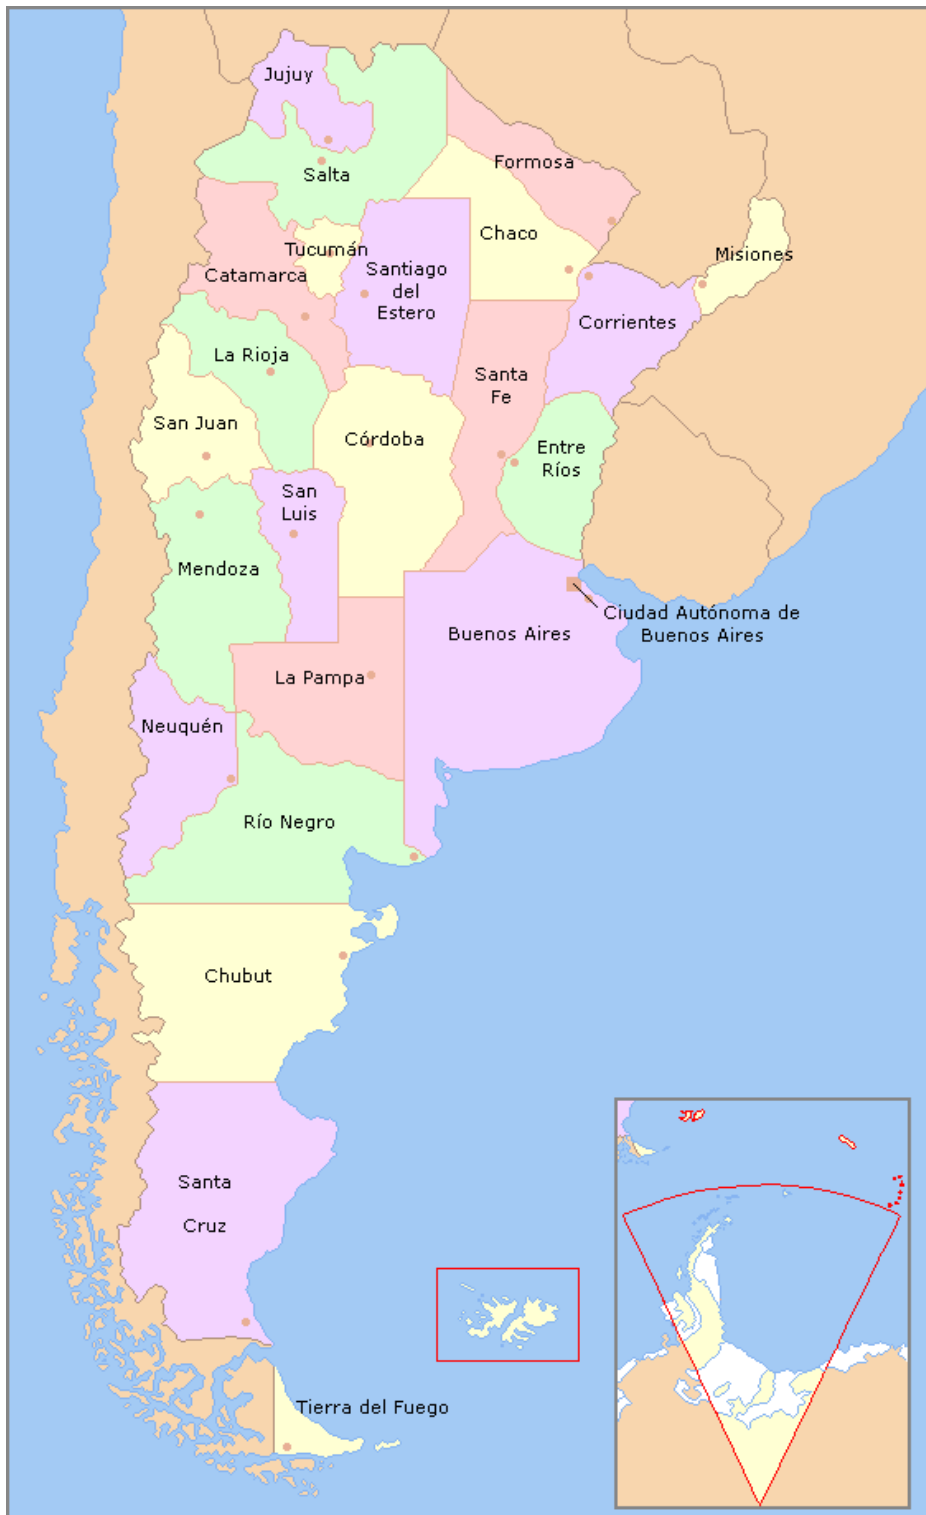 Jujuy
Salta
Formosa
Chaco
Misiones
Tucumán
Catamarca
Santiago
del
Estero
Corrientes
La Rioja
Santa
Fe
San Juan
Córdoba
Entre
Ríos
San
Luis
Mendoza
Ciudad Autónoma de
Buenos Aires
Buenos Aires
La Pampa
Neuquén
Río Negro
Chubut
Santa
Cruz
Tierra del Fuego